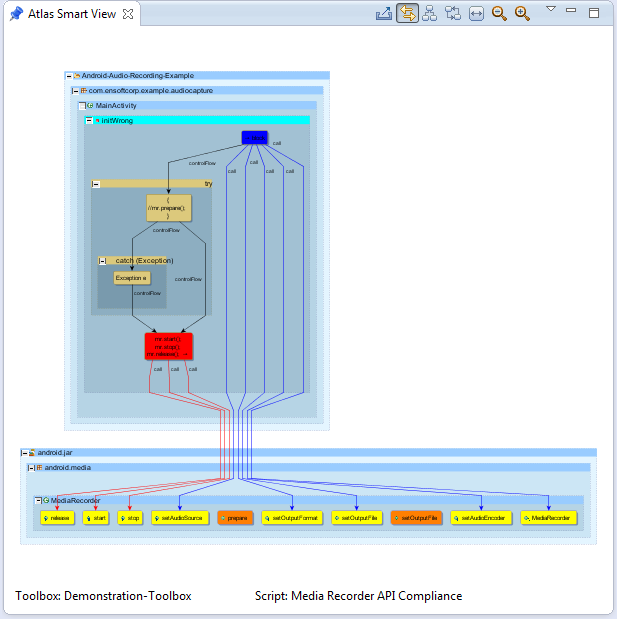 Atlas Smart View
Android-Audio-Recording-Example
com.ensoftcorp.example.audiocapture
MainActivity
initWrong
call
controlFlow
call
call
call
call
try
{
//mr.prepare();
}
controlFlow
catch (Exception)
Exception e
controlFlow
controlFlow
mr.start();
mr.stop();
mr.release();
call
call
call
android.jar
android.media
MediaRecorder
release
start
stop
setAudioSource
prepare
setOutputFormat
setOutputFile
setOutputFile
setAudioEncoder
MediaRecorder
Toolbox: Demonstration-Toolbox
Script: Media Recorder API Compliance